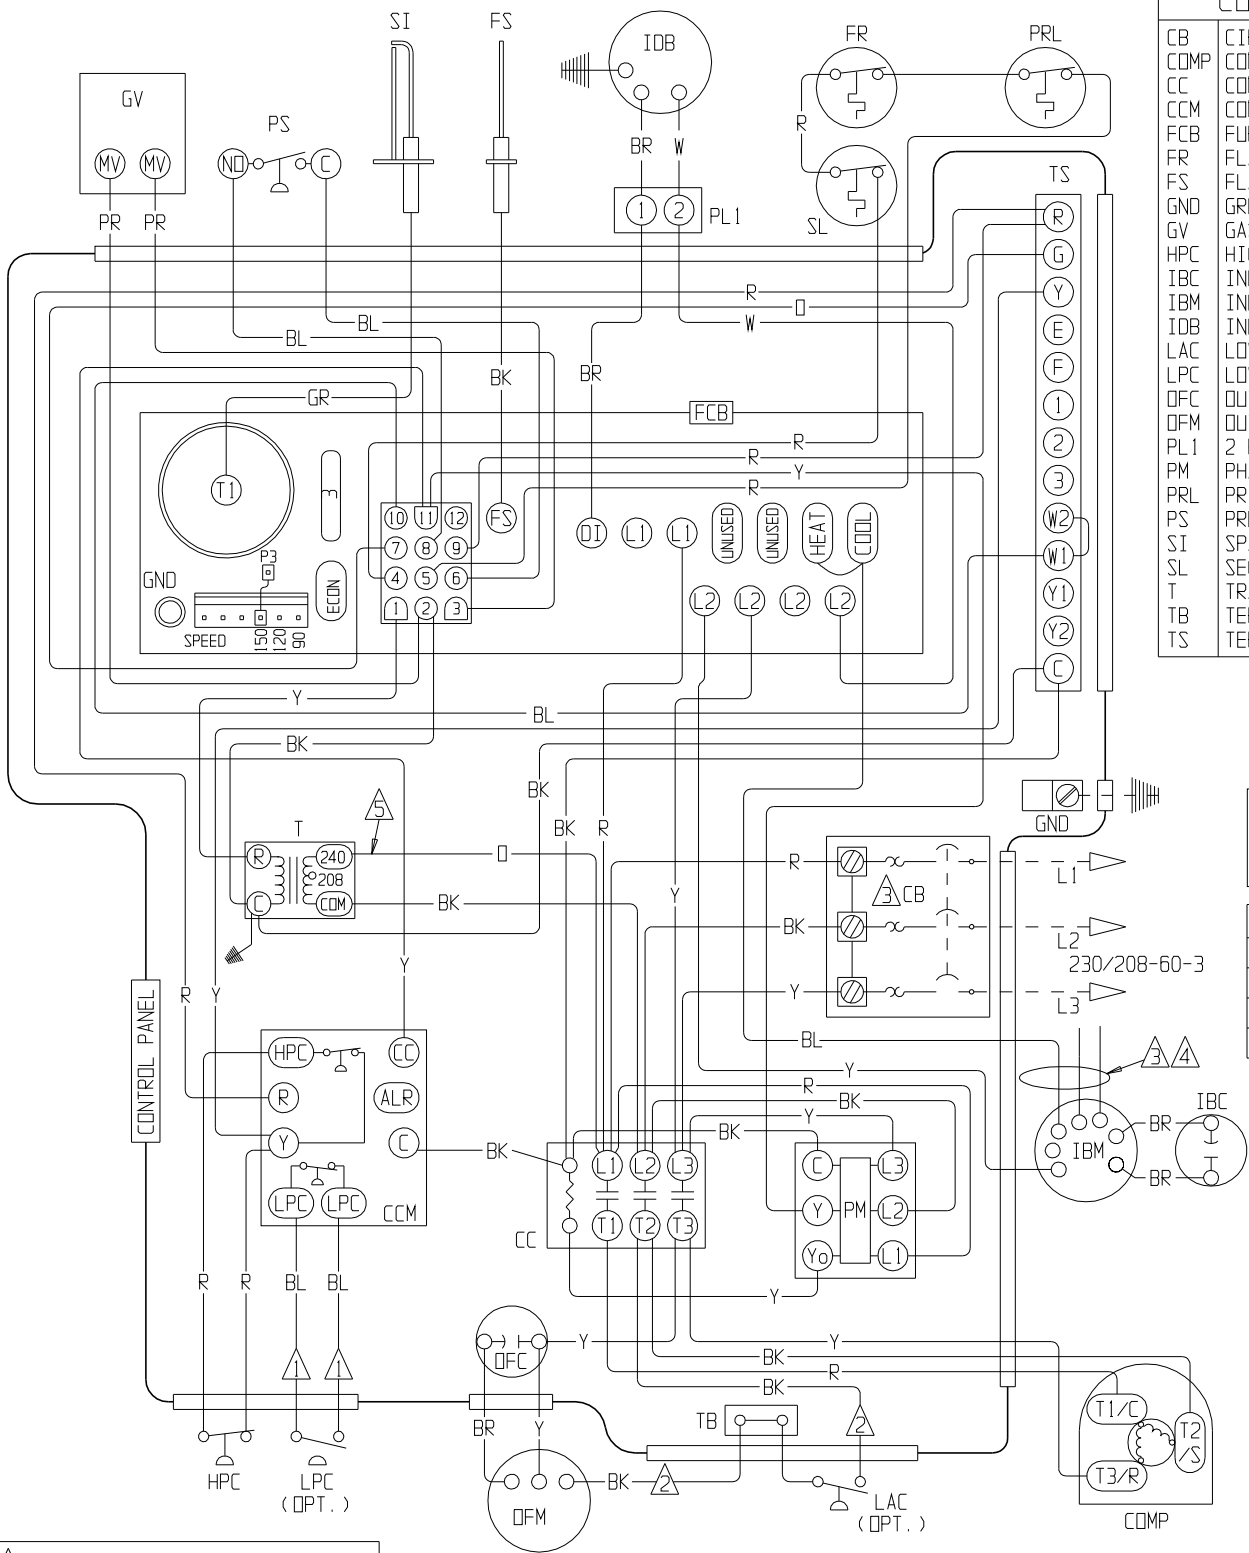 SI
FS
IDB
FR
PRL
GV
PS
MV
MV
NO
C
PR
PR
BR
W
1
2
PL1
R
SL
TS
R
G
Y
E
F
1
2
3
W2
W1
Y1
Y2
C
CB
COMP
CC
CCM
FCB
FR
FS
GND
GV
HPC
IBC
IBM
IDB
LAC
LPC
OFC
OFM
PL1
PM
PRL
PS
SI
SL
T
TB
TS
2
BL
BL
R
O
W
BR
BK
GR
FCB
R
R
Y
R
T1
3
10
11
12
7
8
9
4
5
6
1
2
3
FS
OI
L1
L1
UNUSED
UNUSED
HEAT
COOL
L2
L2
L2
L2
GND
P3
ECON
SPEED
150
120
90
Y
BL
BK
BK
BK
R
Y
5
T
R
240
208
C
COM
O
BK
Y
GND
R
BK
Y
3
CB
L1
L2
230/208-60-3
L3
R
Y
CONTROL PANEL
HPC
CC
R
ALR
Y
C
LPC
LPC
CCM
BK
BL
Y
R
BK
Y
BK
3
4
IBC
IBM
BR
BR
L1
L2
L3
T1
T2
T3
CC
C
L3
Y
PM
L2
Yo
L1
Y
R
R
BL
BL
1
1
OFC
Y
Y
BK
R
BK
TB
2
BR
Y
HPC
LPC
(OPT.)
OFM
BK
2
LAC
(OPT.)
T1/C
T2
/S
T3/R
COMP